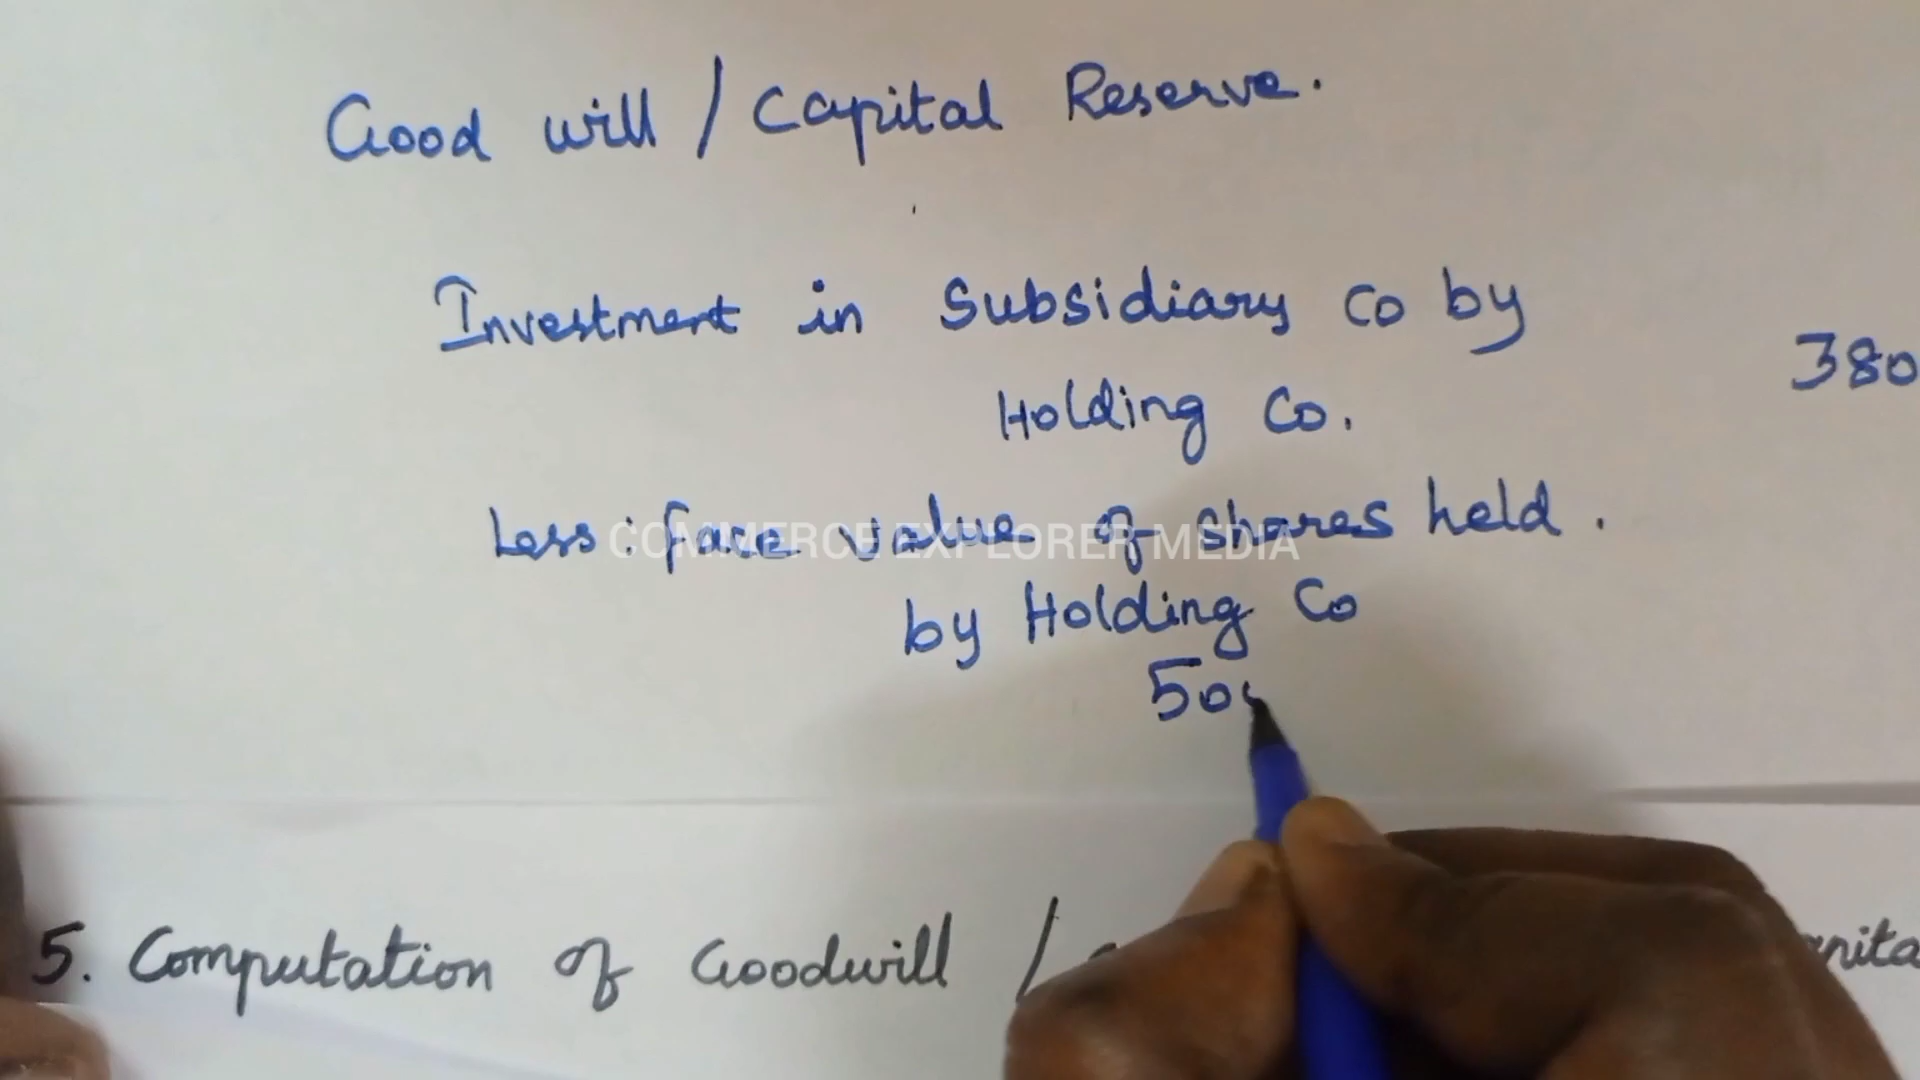 Good will / Capital Reserve.
Investment in Subsidiary Co by
Holding Co.
380
Less: face value of shares held.
COMMERCE EXPLORER MEDIA
by Holding Co
50
5. Computation of Goodwill /